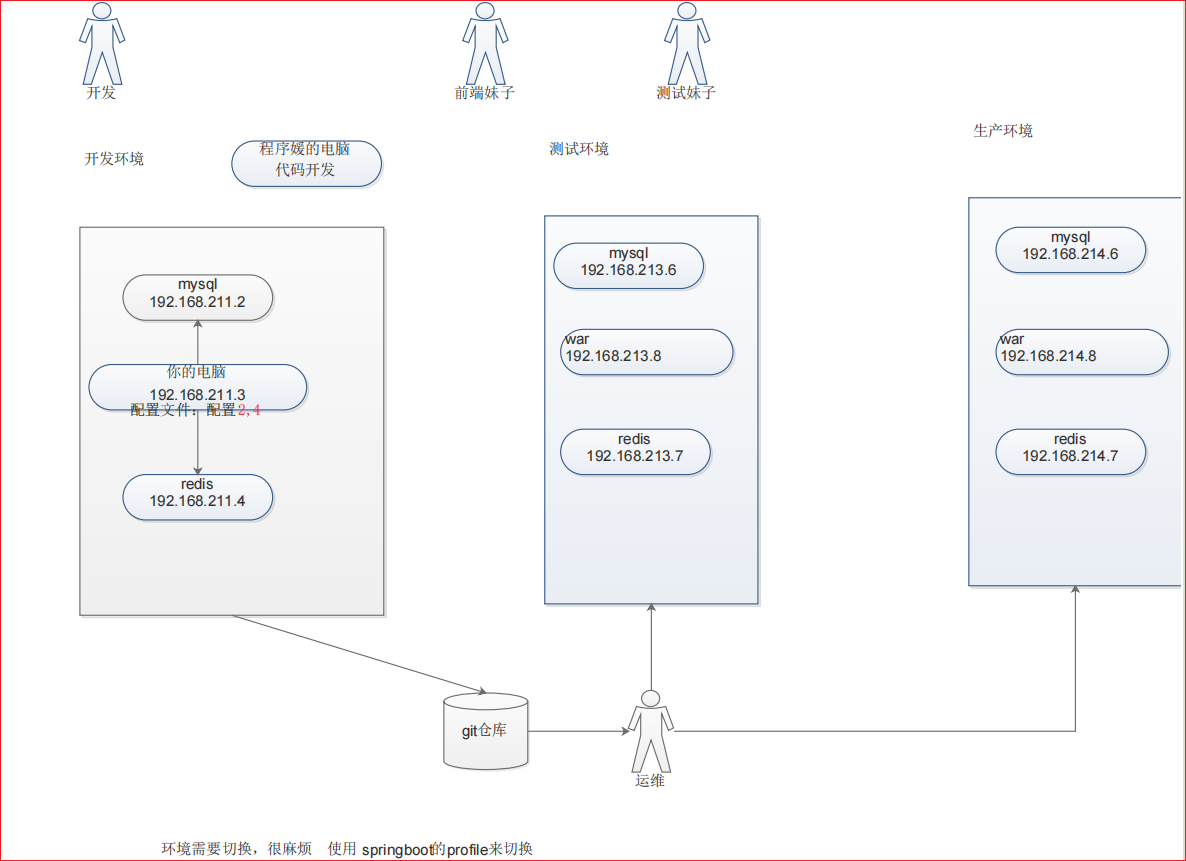 开发
前端妹子
测试妹子
生产环境
开发环境
程序媛的电脑
代码开发
测试环境
mysql
192.168.211.2
你的电脑
192.168.211.3
配置文件：配置2,4
redis
192.168.211.4
mysql
192.168.213.6
war
192.168.213.8
redis
192.168.213.7
mysql
192.168.214.6
war
192.168.214.8
redis
192.168.214.7
git仓库
运维
环境需要切换，很麻烦 使用 springboot的profile来切换